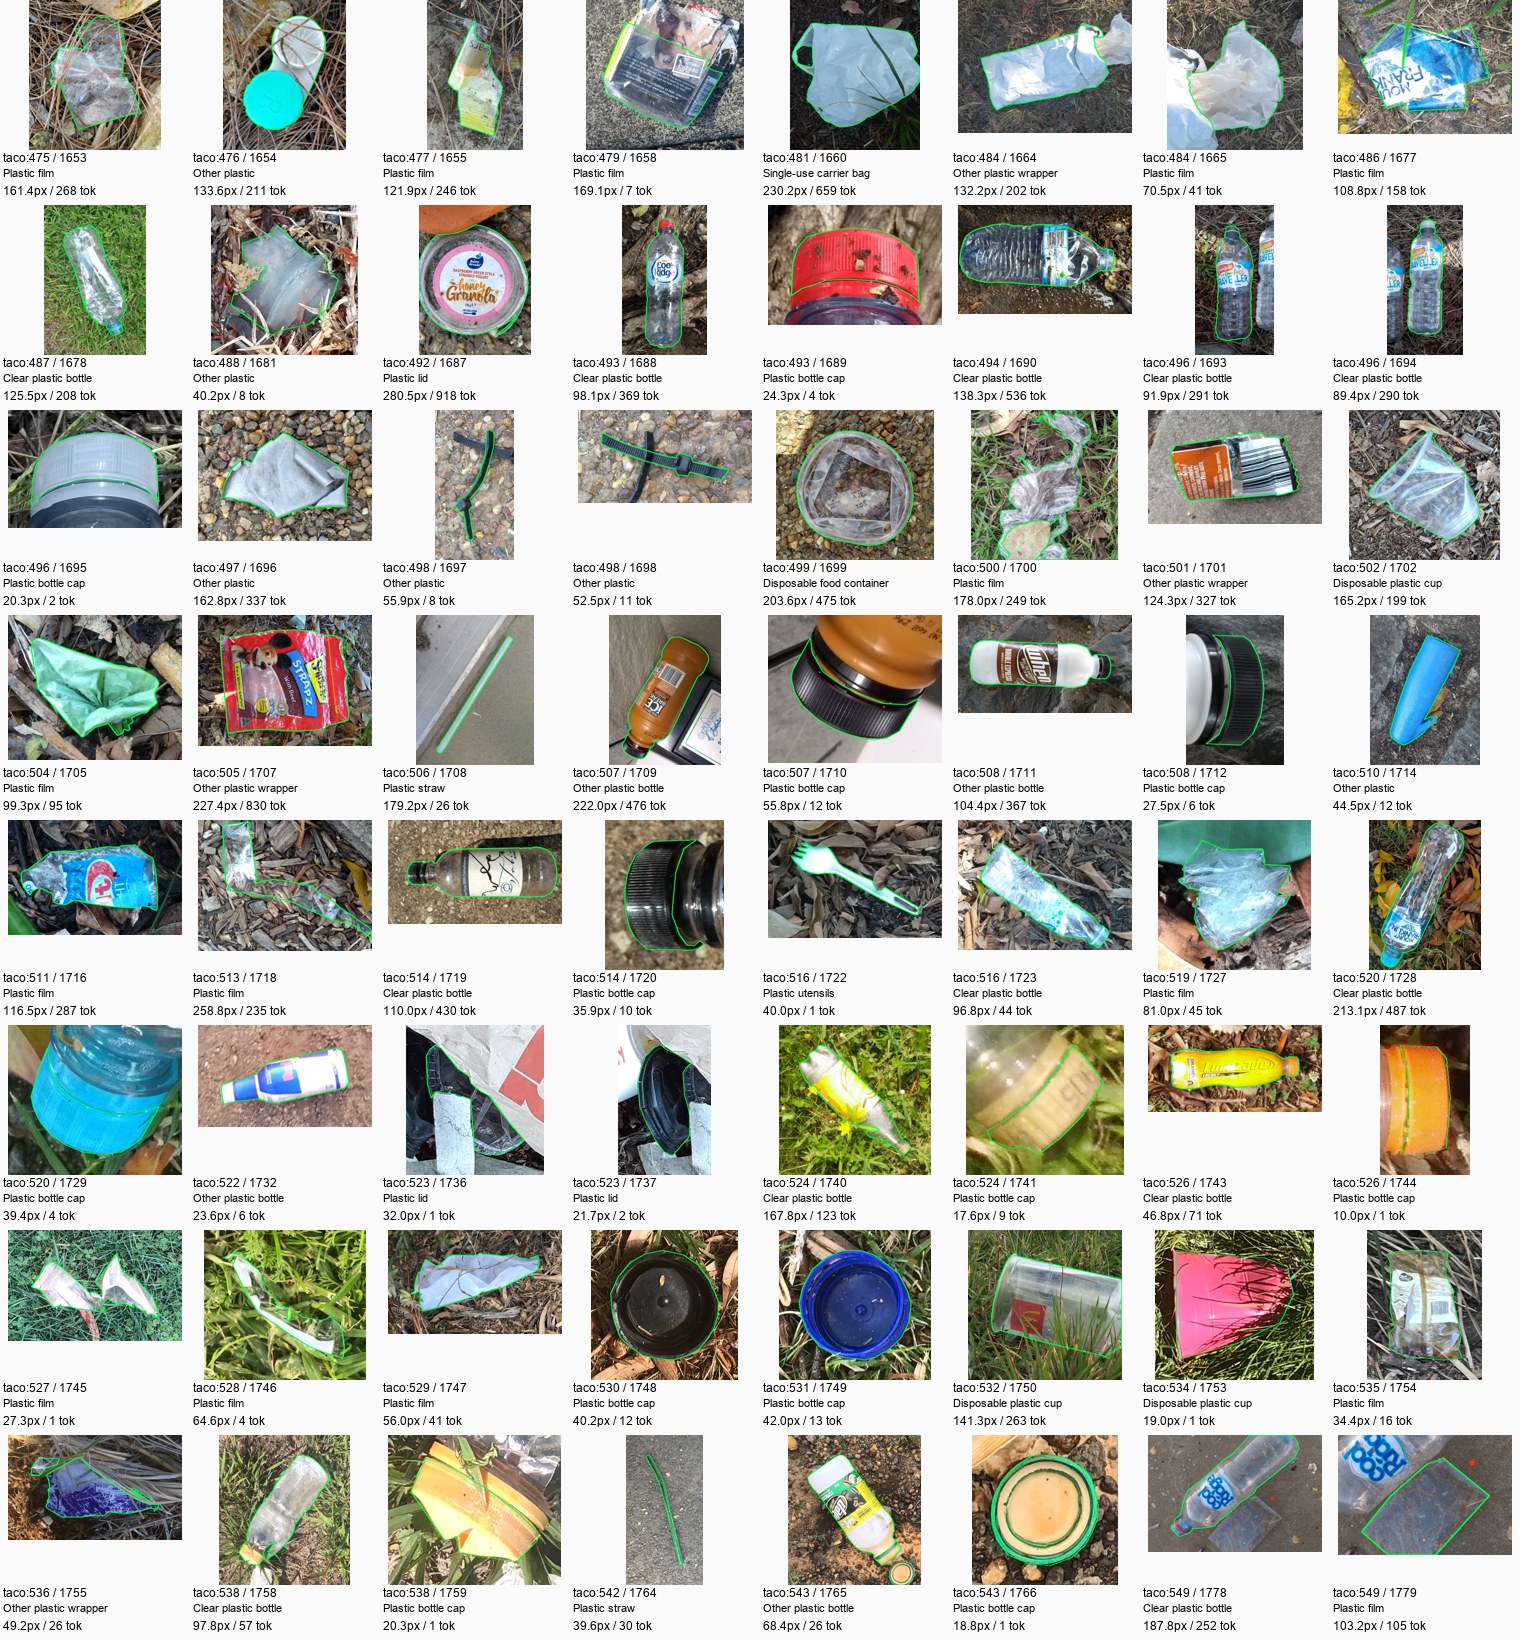 taco:475 / 1653
Plastic film
161.4px / 268 tok
taco:476 / 1654
Other plastic
133.6px / 211 tok
taco:477 / 1655
Plastic film
121.9px / 246 tok
taco:479 / 1658
Plastic film
169.1px / 7 tok
taco:481 / 1660
Single-use carrier bag
230.2px / 659 tok
taco:484 / 1664
Other plastic wrapper
132.2px / 202 tok
taco:484 / 1665
Plastic film
70.5px / 41 tok
MOU
FRANK
taco:486 / 1677
Plastic film
108.8px / 158 tok
taco:487 / 1678
Clear plastic bottle
125.5px / 208 tok
taco:488 / 1681
Other plastic
40.2px / 8 tok
honey
Granola
taco:492 / 1687
Plastic lid
280.5px / 918 tok
taco:493 / 1688
Clear plastic bottle
98.1px / 369 tok
taco:493 / 1689
Plastic bottle cap
24.3px / 4 tok
taco:494 / 1690
Clear plastic bottle
138.3px / 536 tok
taco:496 / 1693
Clear plastic bottle
91.9px / 291 tok
taco:496 / 1694
Clear plastic bottle
89.4px / 290 tok
taco:496 / 1695
Plastic bottle cap
20.3px / 2 tok
taco:497 / 1696
Other plastic
162.8px / 337 tok
taco:498 / 1697
Other plastic
55.9px / 8 tok
taco:498 / 1698
Other plastic
52.5px / 11 tok
taco:499 / 1699
Disposable food container
203.6px / 475 tok
taco:500 / 1700
Plastic film
178.0px / 249 tok
taco:501 / 1701
Other plastic wrapper
124.3px / 327 tok
taco:502 / 1702
Disposable plastic cup
165.2px / 199 tok
taco:504 / 1705
Plastic film
99.3px / 95 tok
STRAPZ
taco:505 / 1707
Other plastic wrapper
227.4px / 830 tok
taco:506 / 1708
Plastic straw
179.2px / 26 tok
ICE
BREAK
taco:507 / 1709
Other plastic bottle
222.0px / 476 tok
taco:507 / 1710
Plastic bottle cap
55.8px / 12 tok
taco:508 / 1711
Other plastic bottle
104.4px / 367 tok
taco:508 / 1712
Plastic bottle cap
27.5px / 6 tok
taco:510 / 1714
Other plastic
44.5px / 12 tok
taco:511 / 1716
Plastic film
116.5px / 287 tok
taco:513 / 1718
Plastic film
258.8px / 235 tok
taco:514 / 1719
Clear plastic bottle
110.0px / 430 tok
taco:514 / 1720
Plastic bottle cap
35.9px / 10 tok
taco:516 / 1722
Plastic utensils
40.0px / 1 tok
taco:516 / 1723
Clear plastic bottle
96.8px / 44 tok
taco:519 / 1727
Plastic film
81.0px / 45 tok
MOUNT
FRANKLIN
taco:520 / 1728
Clear plastic bottle
213.1px / 487 tok
taco:520 / 1729
Plastic bottle cap
39.4px / 4 tok
taco:522 / 1732
Other plastic bottle
23.6px / 6 tok
taco:523 / 1736
Plastic lid
32.0px / 1 tok
taco:523 / 1737
Plastic lid
21.7px / 2 tok
taco:524 / 1740
Clear plastic bottle
167.8px / 123 tok
taco:524 / 1741
Plastic bottle cap
17.6px / 9 tok
taco:526 / 1743
Clear plastic bottle
46.8px / 71 tok
taco:526 / 1744
Plastic bottle cap
10.0px / 1 tok
taco:527 / 1745
Plastic film
27.3px / 1 tok
taco:528 / 1746
Plastic film
64.6px / 4 tok
taco:529 / 1747
Plastic film
56.0px / 41 tok
taco:530 / 1748
Plastic bottle cap
40.2px / 12 tok
taco:531 / 1749
Plastic bottle cap
42.0px / 13 tok
taco:532 / 1750
Disposable plastic cup
141.3px / 263 tok
taco:534 / 1753
Disposable plastic cup
19.0px / 1 tok
taco:535 / 1754
Plastic film
34.4px / 16 tok
taco:536 / 1755
Other plastic wrapper
49.2px / 26 tok
taco:538 / 1758
Clear plastic bottle
97.8px / 57 tok
taco:538 / 1759
Plastic bottle cap
20.3px / 1 tok
taco:542 / 1764
Plastic straw
39.6px / 30 tok
taco:543 / 1765
Other plastic bottle
68.4px / 26 tok
taco:543 / 1766
Plastic bottle cap
18.8px / 1 tok
taco:549 / 1778
Clear plastic bottle
187.8px / 252 tok
taco:549 / 1779
Plastic film
103.2px / 105 tok